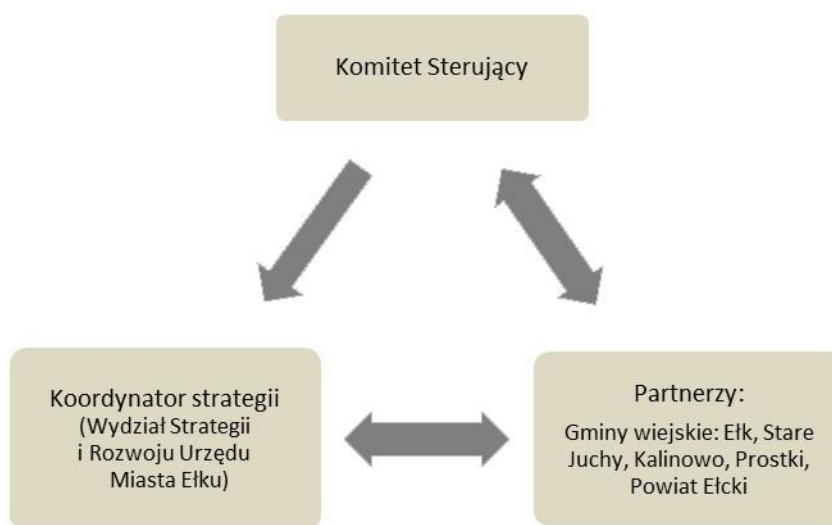 Komitet Sterujący
Koordynator strategii
(Wydział Strategii
i Rozwoju Urzędu
Miasta Ełku)
Partnerzy:
Gminy wiejskie: Ełk, Stare
Juchy, Kalinowo, Prostki,
Powiat Ełcki